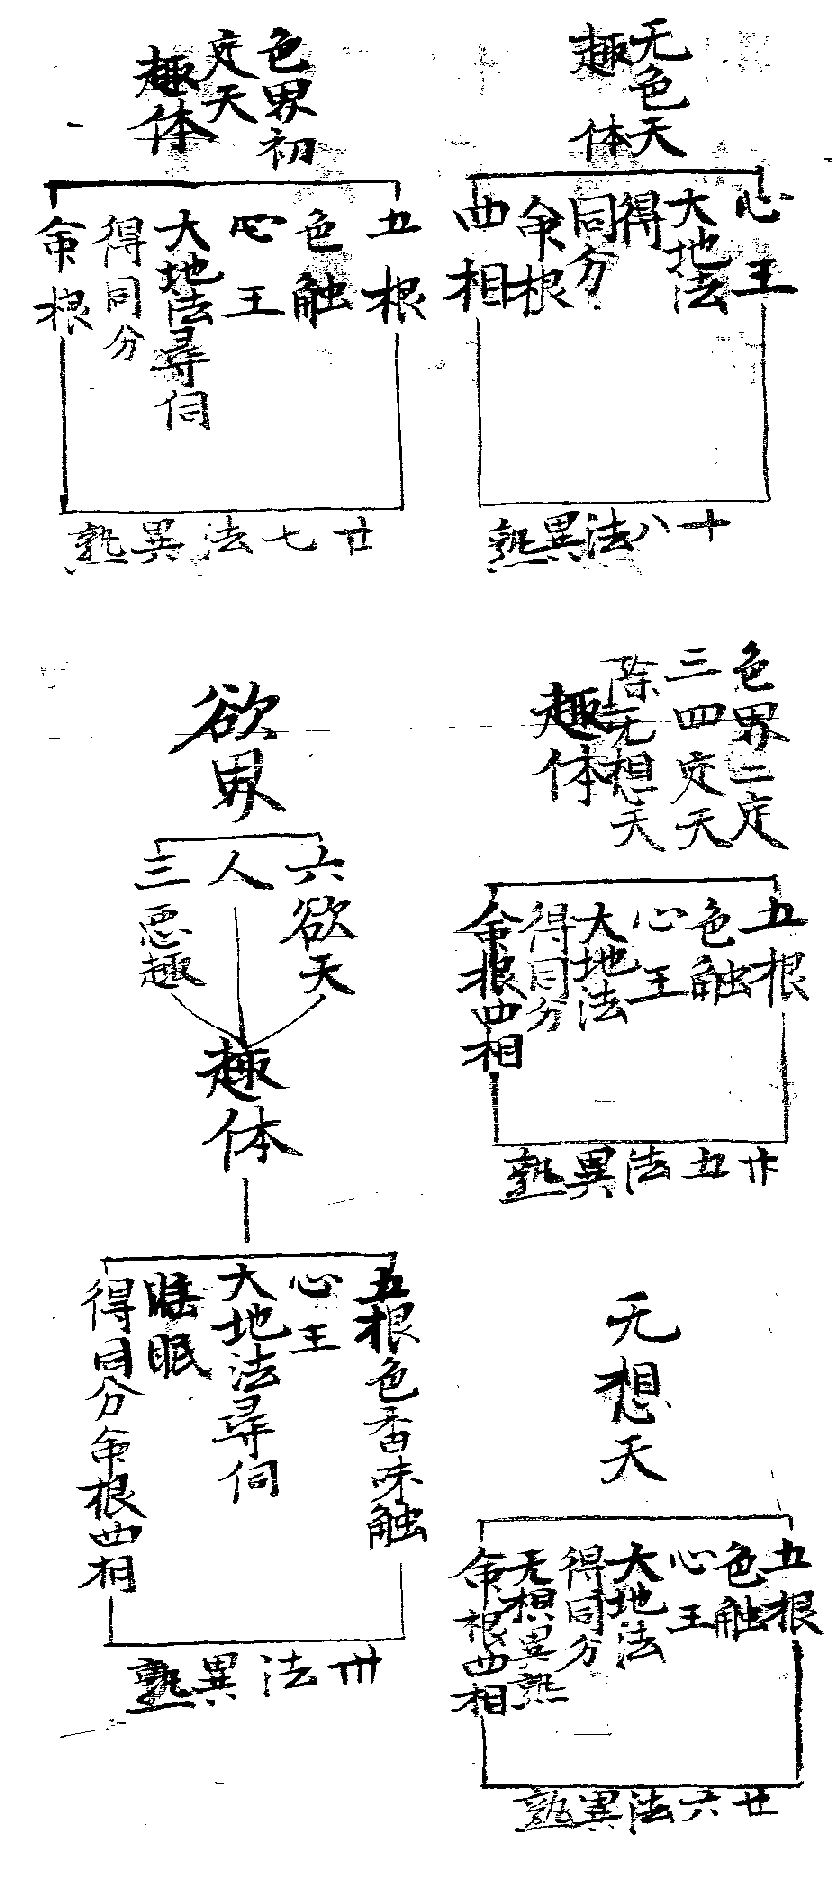 无色天
趣体
心王
大地法
得
同分
命根
四相
十八法異熟
色界初
定天
趣体
五根
色触
心王
大地法尋伺
得同分
命根
廿七法異熟
色界二定
三四定天
除无想天
趣体
五根
色触
心王
大地法
得同分
命根四相
廿五法異熟
无想天
五根
色触
心王
大地法
得同分
无想異熟
命根四相
廿六法異熟
欲界
六欲天
人
三悪趣
趣体
五根色香味触
心王
大地法尋伺
睡眠
得同分命根四相
卅法異熟